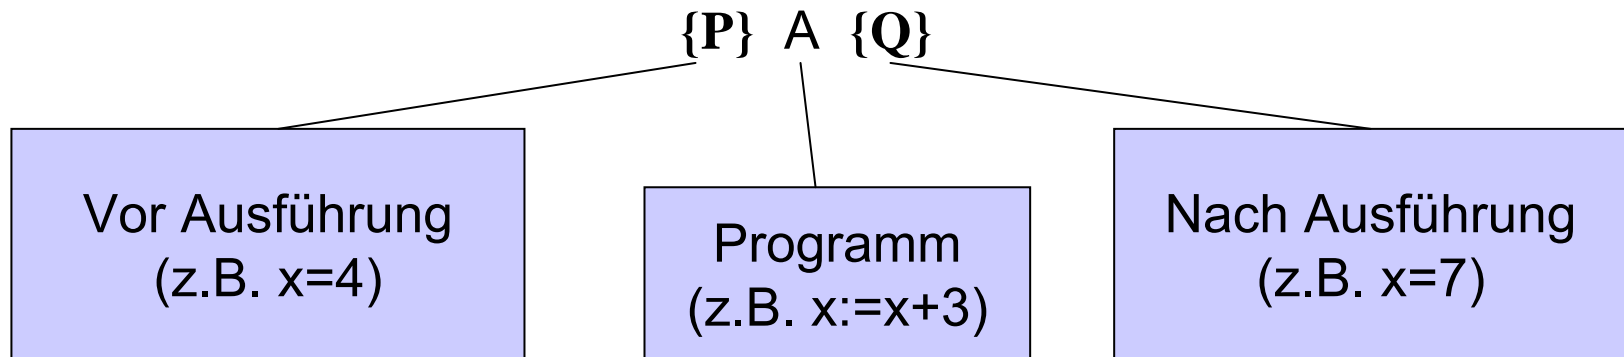 {P} A {Q}
Vor Ausführung
(z.B. x=4)
Programm
(z.B. x:=x+3)
Nach Ausführung
(z.B. x=7)